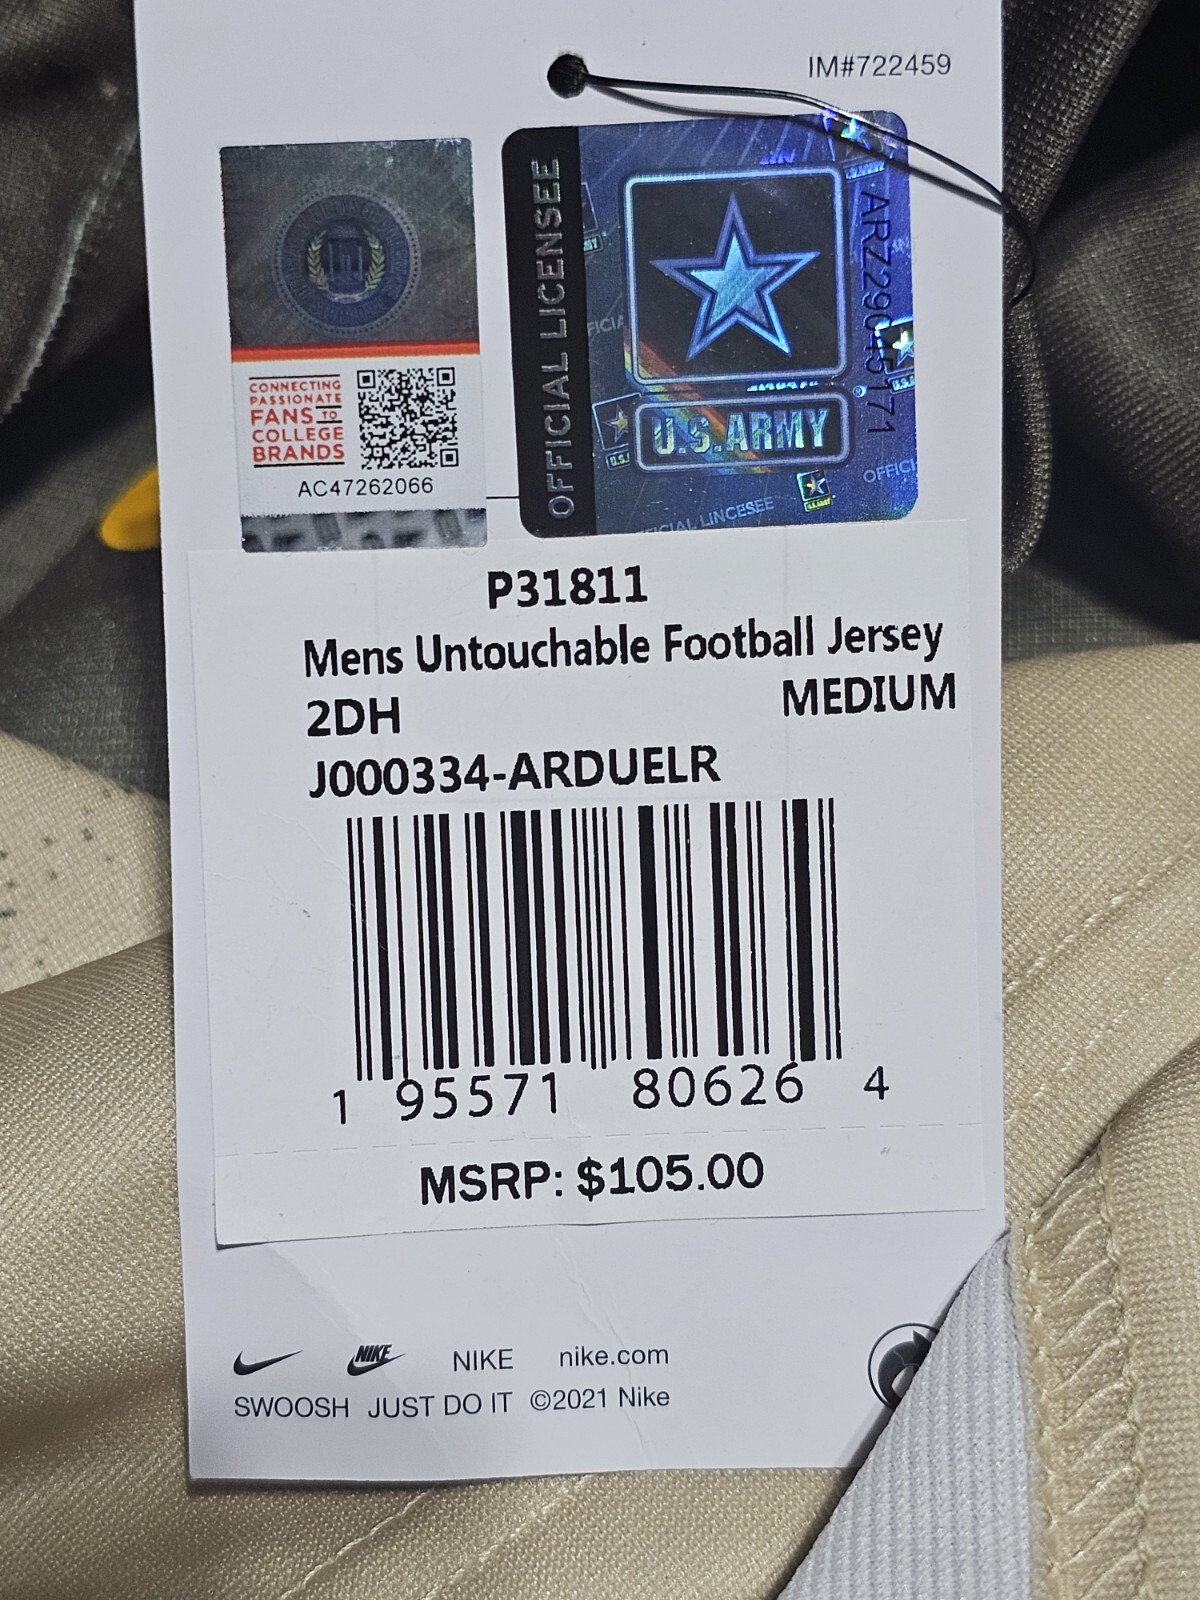 IM#722459
OFFICIAL LICENSEE
U.S.ARMY
ARZ29045171
OFFICIAL LINCESEE
CONNECTING
PASSIONATE
FANS TO
COLLEGE
BRANDS
AC47262066
P31811
Mens Untouchable Football Jersey
2DH MEDIUM
J000334-ARDUELR
1 95571 80626 4
MSRP: $105.00
NIKE NIKE nike.com
SWOOSH JUST DO IT ©2021 Nike